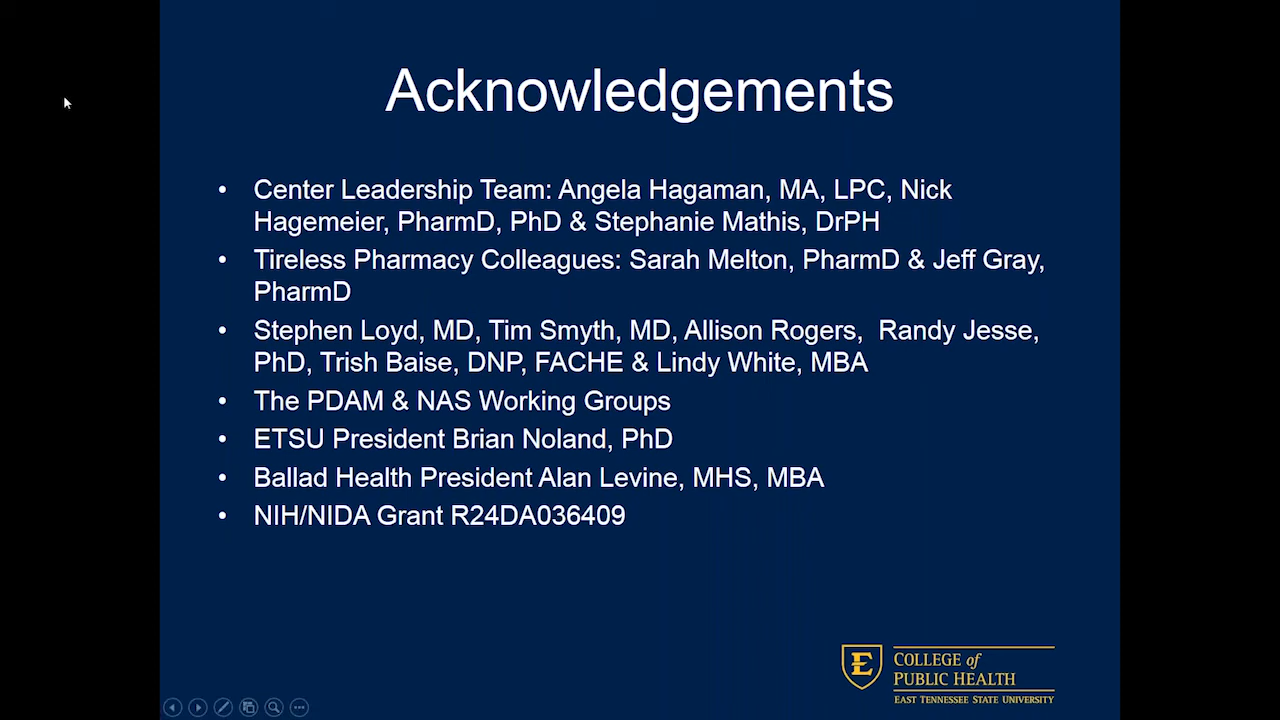 Acknowledgements
• Center Leadership Team: Angela Hagaman, MA, LPC, Nick
Hagemeier, PharmD, PhD & Stephanie Mathis, DrPH
• Tireless Pharmacy Colleagues: Sarah Melton, PharmD & Jeff Gray,
PharmD
• Stephen Loyd, MD, Tim Smyth, MD, Allison Rogers,  Randy Jesse,
PhD, Trish Baise, DNP, FACHE & Lindy White, MBA
• The PDAM & NAS Working Groups
• ETSU President Brian Noland, PhD
• Ballad Health President Alan Levine, MHS, MBA
• NIH/NIDA Grant R24DA036409
E
COLLEGE of
PUBLIC HEALTH
EAST TENNESSEE STATE UNIVERSITY